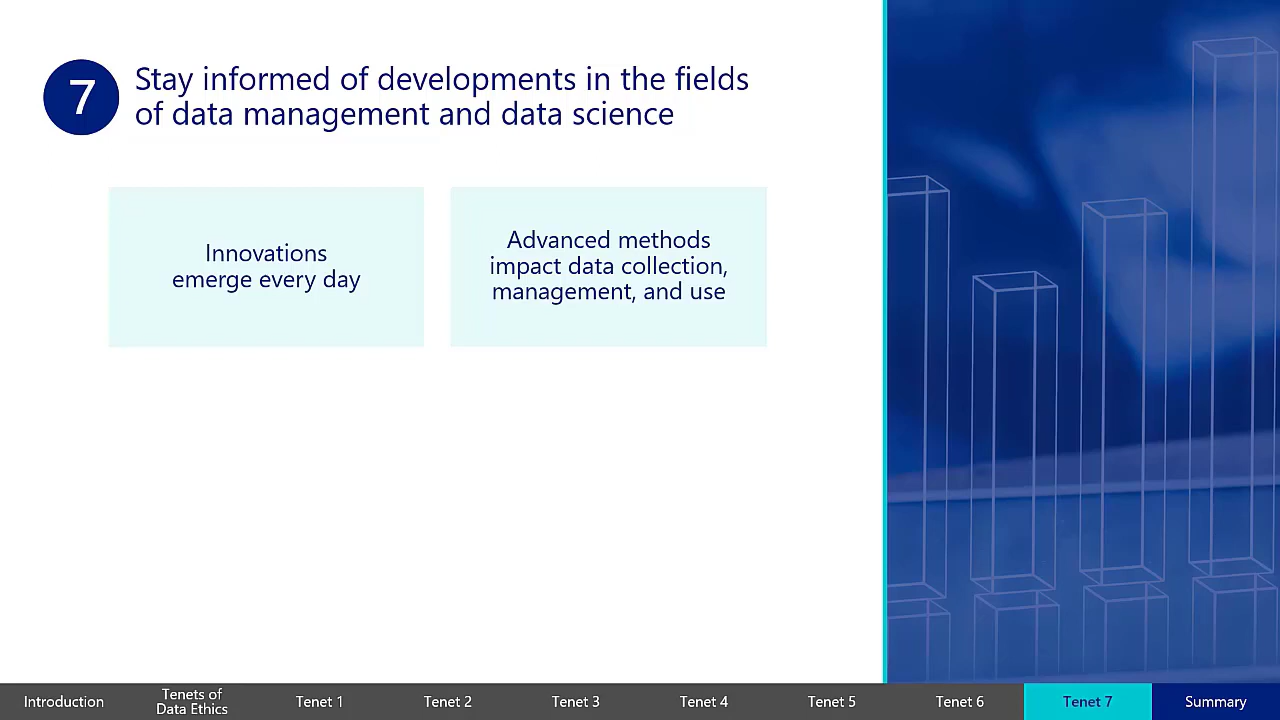 7
Stay informed of developments in the fields
of data management and data science
Innovations
emerge every day
Advanced methods
impact data collection,
management, and use
Introduction
Tenets of
Data Ethics
Tenet 1
Tenet 2
Tenet 3
Tenet 4
Tenet 5
Tenet 6
Tenet 7
Summary